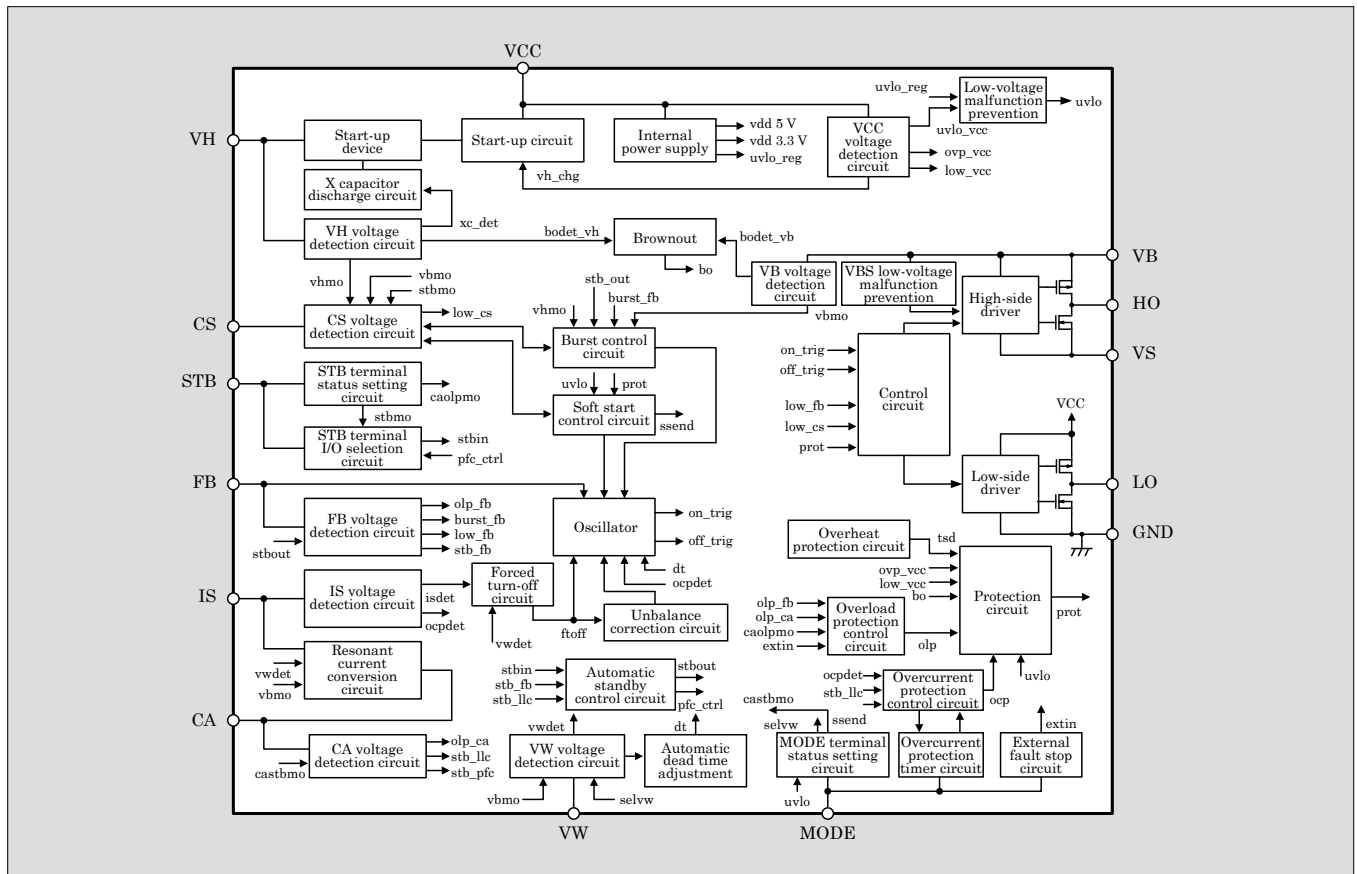 VCC
VH
Start-up
device
Start-up circuit
Internal
power supply
vdd 5 V
vdd 3.3 V
uvlo_reg
VCC
voltage
detection
circuit
uvlo_reg
Low-voltage
malfunction
prevention
uvlo
uvlo_vcc
ovp_vcc
low_vcc
vh_chg
X capacitor
discharge circuit
xc_det
VH voltage
detection circuit
bodet_vh
Brownout
bodet_vb
bo
VB voltage
detection
circuit
VBS low-voltage
malfunction
prevention
High-side
driver
VB
HO
VS
vhmo
vbmo
stbmo
CS
CS voltage
detection circuit
low_cs
stb_out
burst_fb
vhmo
vbmo
Burst control
circuit
uvlo
prot
Soft start
control circuit
ssend
STB
STB terminal
status setting
circuit
caolpmo
stbmo
STB terminal
I/O selection
circuit
stbin
pfc_ctrl
on_trig
off_trig
low_fb
low_cs
prot
Control
circuit
VCC
Low-side
driver
LO
GND
FB
FB voltage
detection circuit
stbout
olp_fb
burst_fb
low_fb
stb_fb
Oscillator
on_trig
off_trig
dt
ocpdet
Overheat
protection circuit
tsd
ovp_vcc
low_vcc
bo
Protection
circuit
prot
IS
IS voltage
detection circuit
isdet
ocpdet
Forced
turn-off
circuit
vwdet
ftoff
Unbalance
correction circuit
olp_fb
olp_ca
caolpmo
extin
Overload
protection
control
circuit
olp
uvlo
Resonant
current
conversion
circuit
vwdet
vbmo
stbin
stb_fb
stb_llc
Automatic
standby
control circuit
stbout
pfc_ctrl
ocpdet
stb_llc
Overcurrent
protection
control circuit
ocp
CA
CA voltage
detection circuit
castbmo
olp_ca
stb_llc
stb_pfc
vwdet
VW voltage
detection circuit
dt
Automatic
dead time
adjustment
vbmo
selvw
castbmo
selvw
ssend
MODE terminal
status setting
circuit
uvlo
Overcurrent
protection
timer circuit
extin
External
fault stop
circuit
VW
MODE